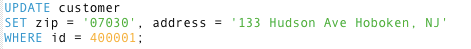 UPDATE customer
SET zip = '07030', address = '133 Hudson Ave Hoboken, NJ'
WHERE id = 400001;